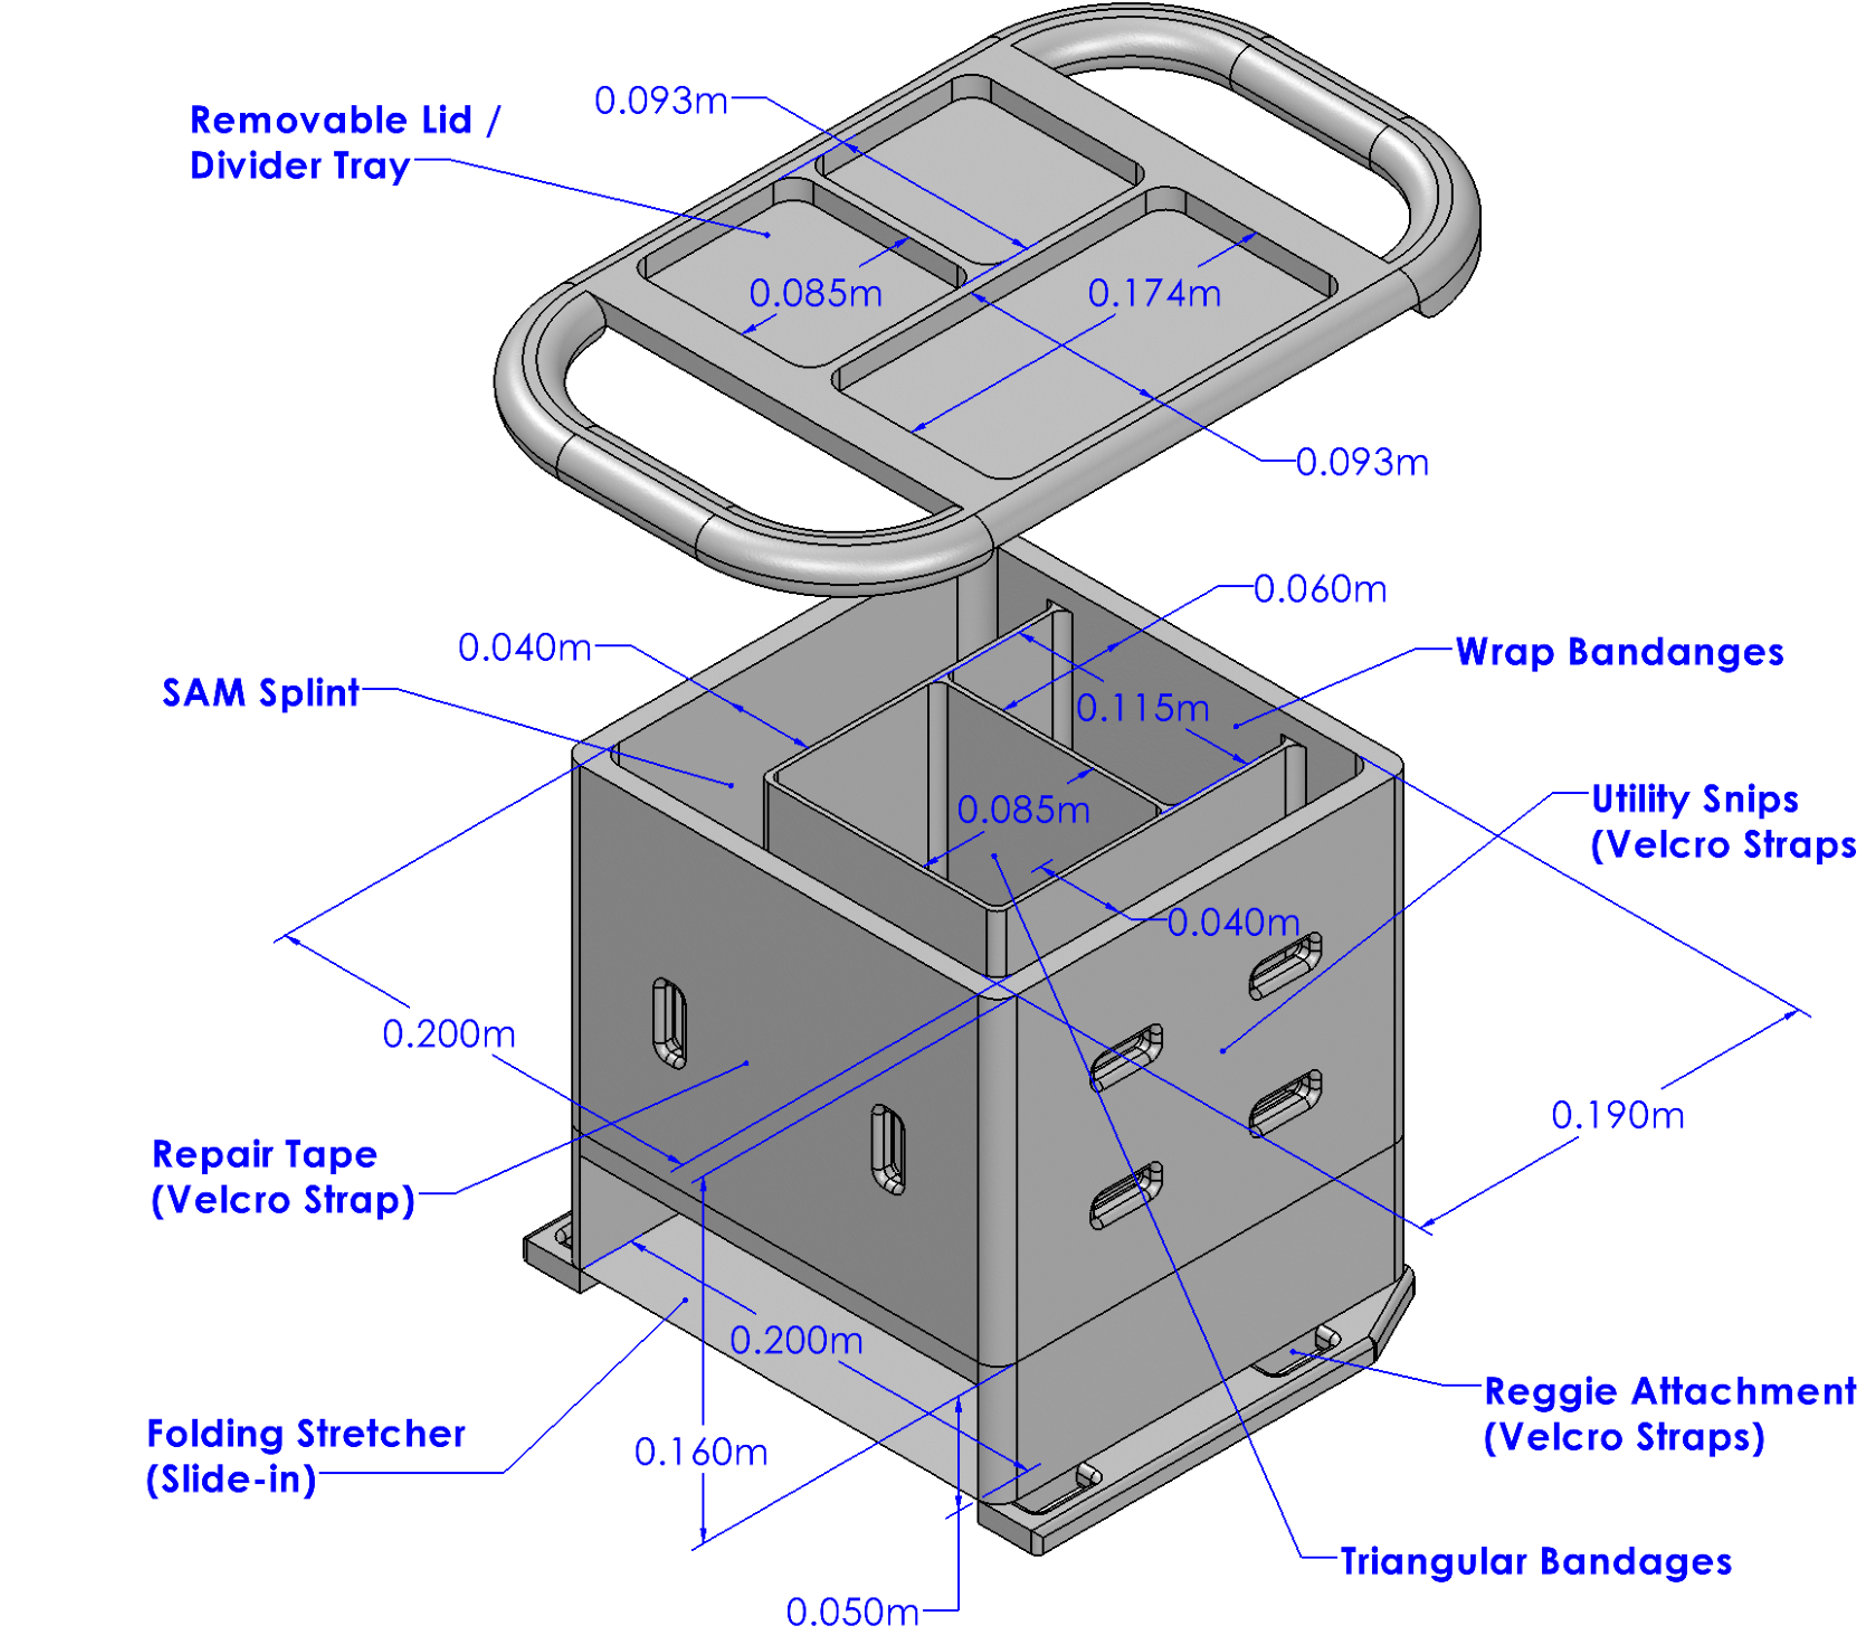 0.093m
Removable Lid /
Divider Tray
0.085m
0.174m
0.093m
0.060m
0.040m
Wrap Bandanges
SAM Splint
0.115m
Utility Snips
(Velcro Straps
0.085m
0.040m
0.200m
0.190m
Repair Tape
(Velcro Strap)
0.200m
Reggie Attachment
(Velcro Straps)
Folding Stretcher
(Slide-in)
0.160m
Triangular Bandages
0.050m